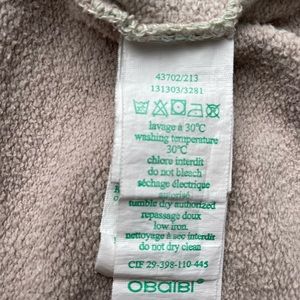 43702/213
131303/3281
lavage à 30°C
washing temperature
30°C
chlore interdit
do not bleach
séchage électrique
autorisé
tumble dry authorized
repassage doux
low iron.
nettoyage a sec interdit
do not dry clean
CIF 29-398-110-445
OBaïBi